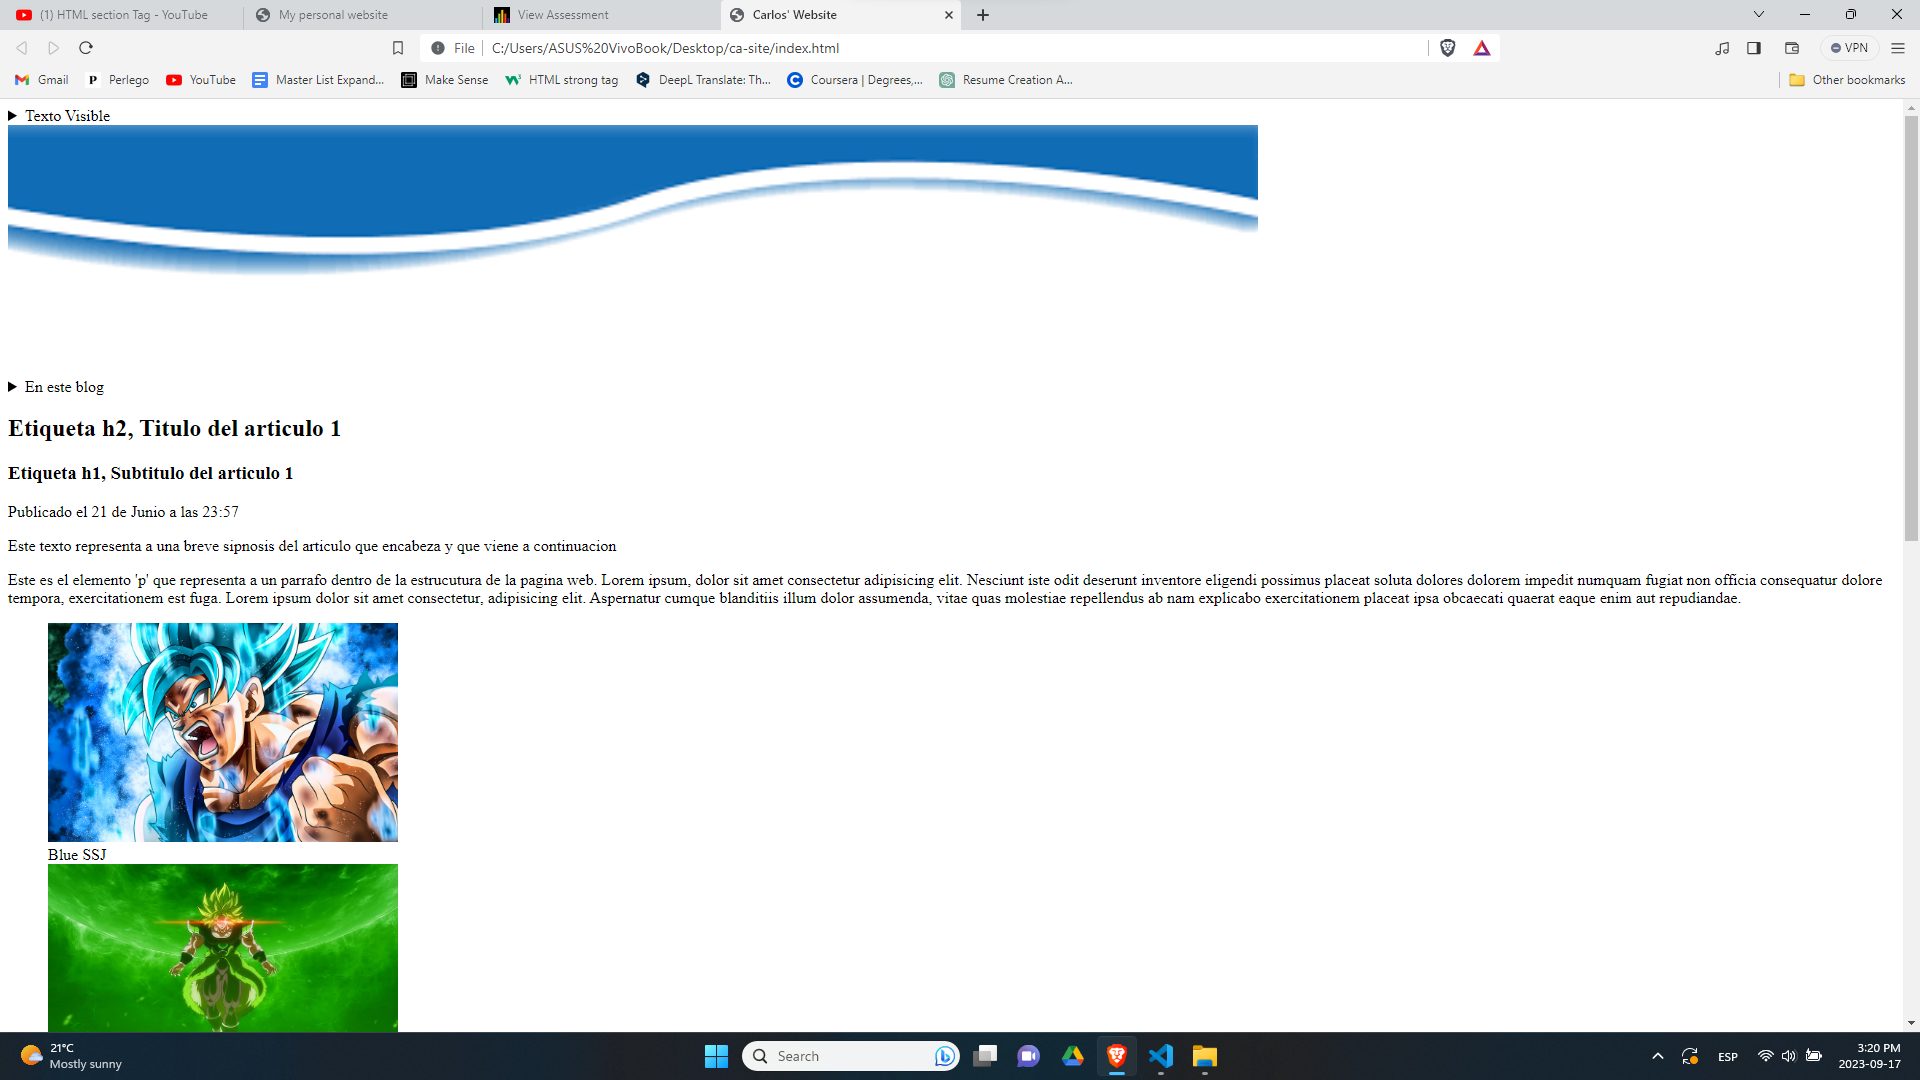 (1) HTML section Tag - YouTube
My personal website
View Assessment
Carlos' Website
File
C:/Users/ASUS%20VivoBook/Desktop/ca-site/index.html
VPN
Gmail
Perlego
YouTube
Master List Expand...
Make Sense
HTML strong tag
DeepL Translate: Th...
Coursera | Degrees,...
Resume Creation A...
Other bookmarks
Texto Visible
En este blog
Etiqueta h2, Titulo del articulo 1
Etiqueta h1, Subtitulo del articulo 1
Publicado el 21 de Junio a las 23:57
Este texto representa a una breve sipnosis del articulo que encabeza y que viene a continuacion
Este es el elemento 'p' que representa a un parrafo dentro de la estrucutura de la pagina web. Lorem ipsum, dolor sit amet consectetur adipisicing elit. Nesciunt iste odit deserunt inventore eligendi possimus placeat soluta dolores dolorem impedit numquam fugiat non officia consequatur dolore
tempora, exercitationem est fuga. Lorem ipsum dolor sit amet consectetur, adipisicing elit. Aspernatur cumque blanditiis illum dolor assumenda, vitae quas molestiae repellendus ab nam explicabo exercitationem placeat ipsa obcaecati quaerat eaque enim aut repudiandae.
Blue SSJ
21°C
Mostly sunny
Search
ESP
3:20 PM
2023-09-17